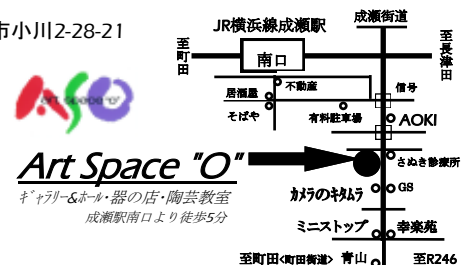 市小川2-28-21
JR横浜線成瀬駅
成瀬街道
至町田
南口
至長津田
居酒屋
不動産
信号
そばや
有料駐車場
AOKI
art space "o"
Art Space "O"
ｷﾞｬﾗﾘｰ&ﾎｰﾙ・器の店・陶芸教室
成瀬駅南口より徒歩5分
さぬき診療所
カメラのキタムラ
GS
ミニストップ
幸楽苑
至町田<町田街道>
青山
至R246